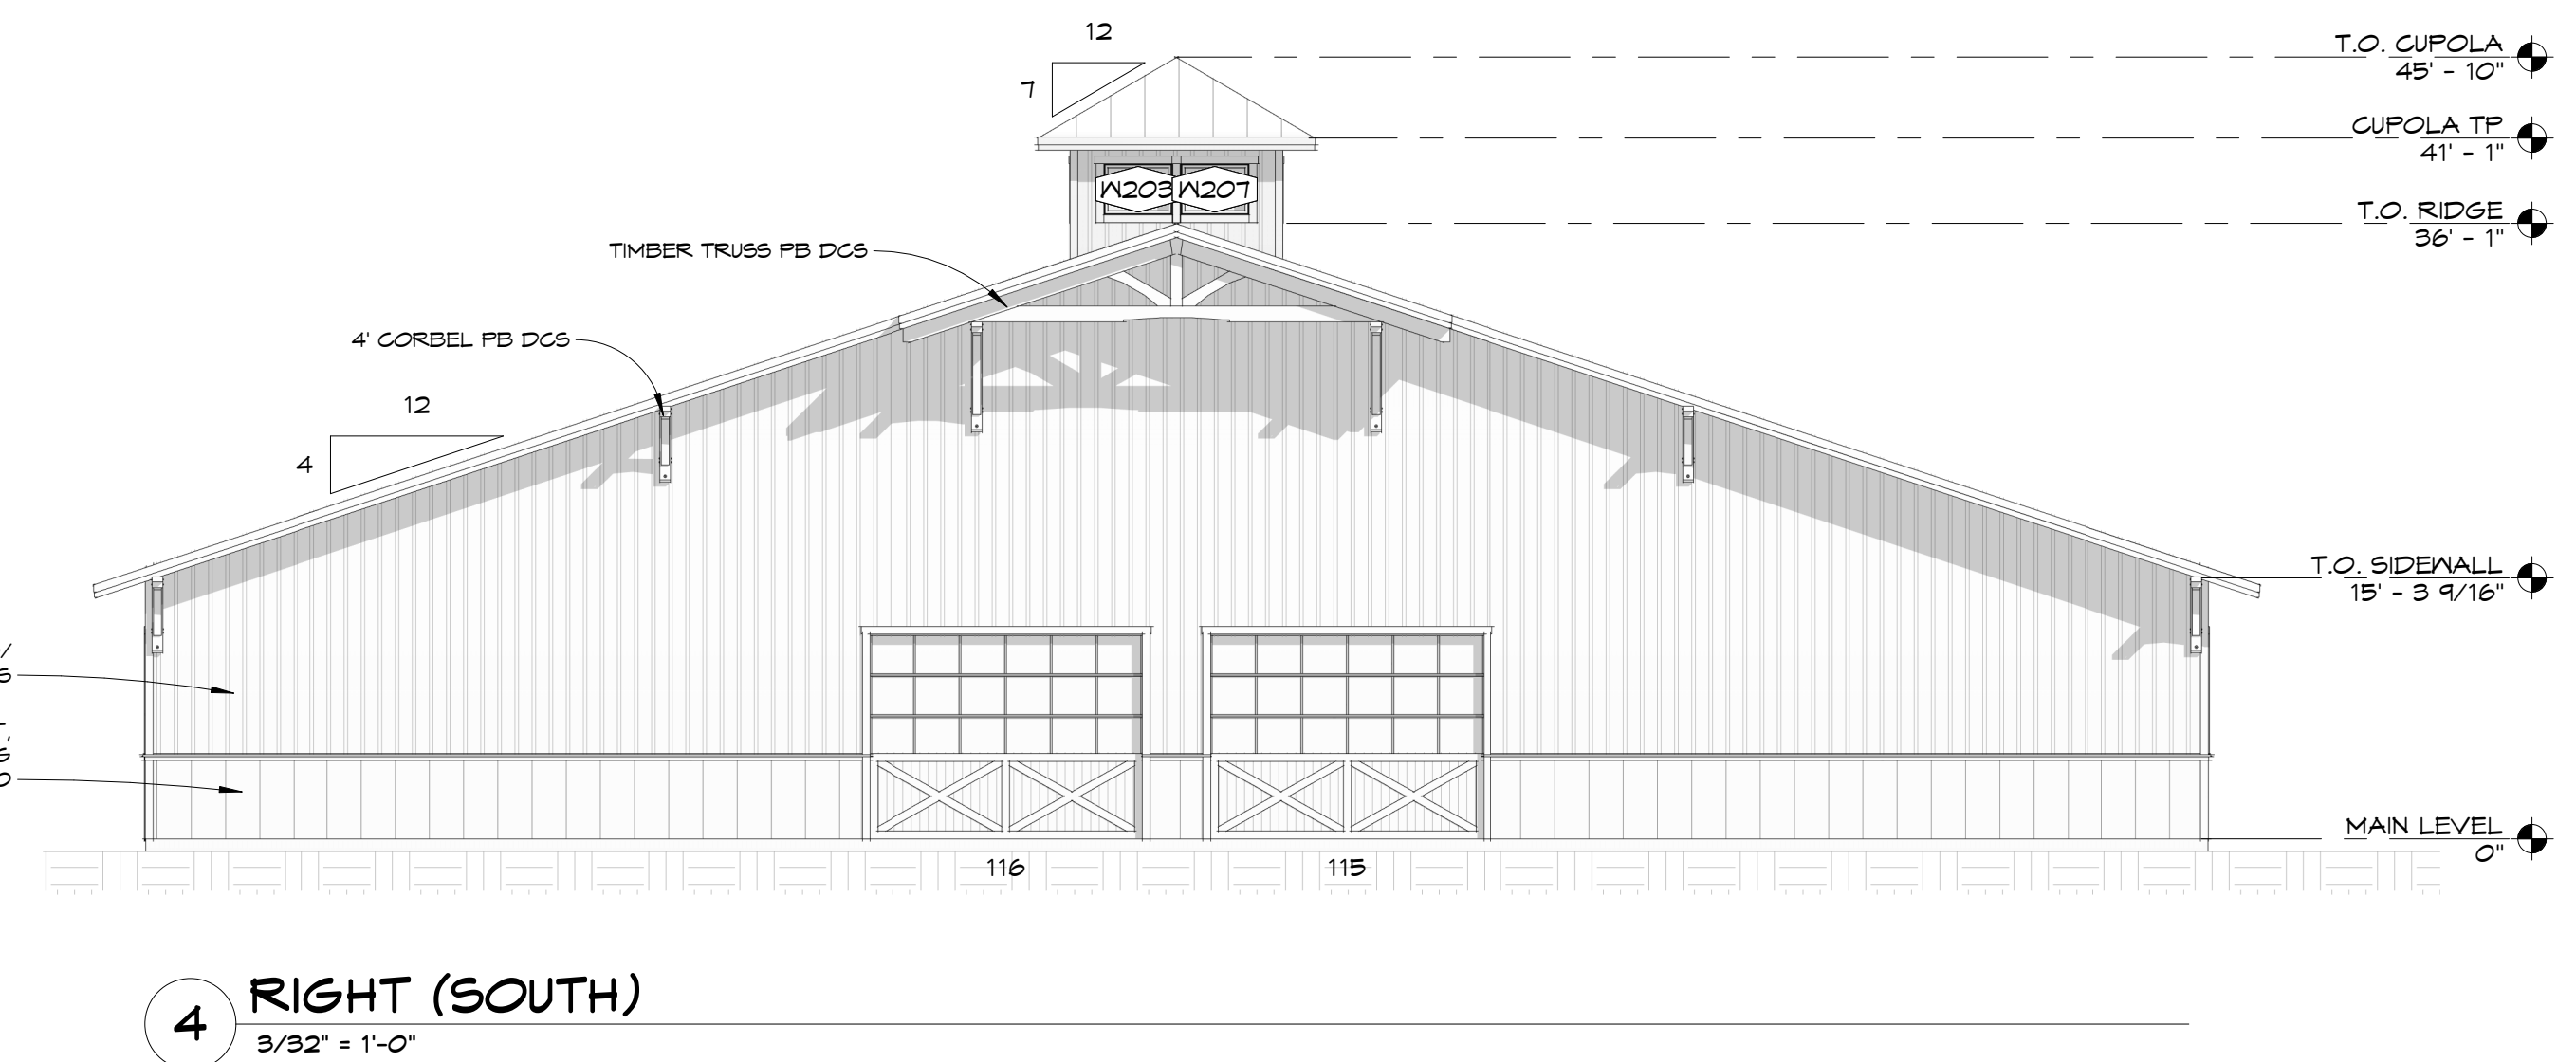 12
7
T.O. CUPOLA
45' - 10"
CUPOLA TP
41' - 1"
W203
W207
T.O. RIDGE
36' - 1"
TIMBER TRUSS PB DCS
4' CORBEL PB DCS
12
4
T.O. SIDEWALL
15' - 3 9/16"
MAIN LEVEL
0"
116
115
4
RIGHT (SOUTH)
3/32" = 1'-0"